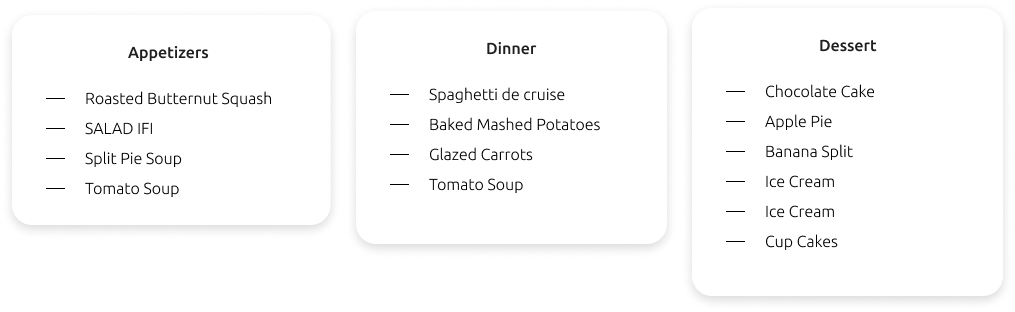 Appetizers
Roasted Butternut Squash
SALAD IFI
Split Pie Soup
Tomato Soup
Dinner
Spaghetti de cruise
Baked Mashed Potatoes
Glazed Carrots
Tomato Soup
Dessert
Chocolate Cake
Apple Pie
Banana Split
Ice Cream
Ice Cream
Cup Cakes